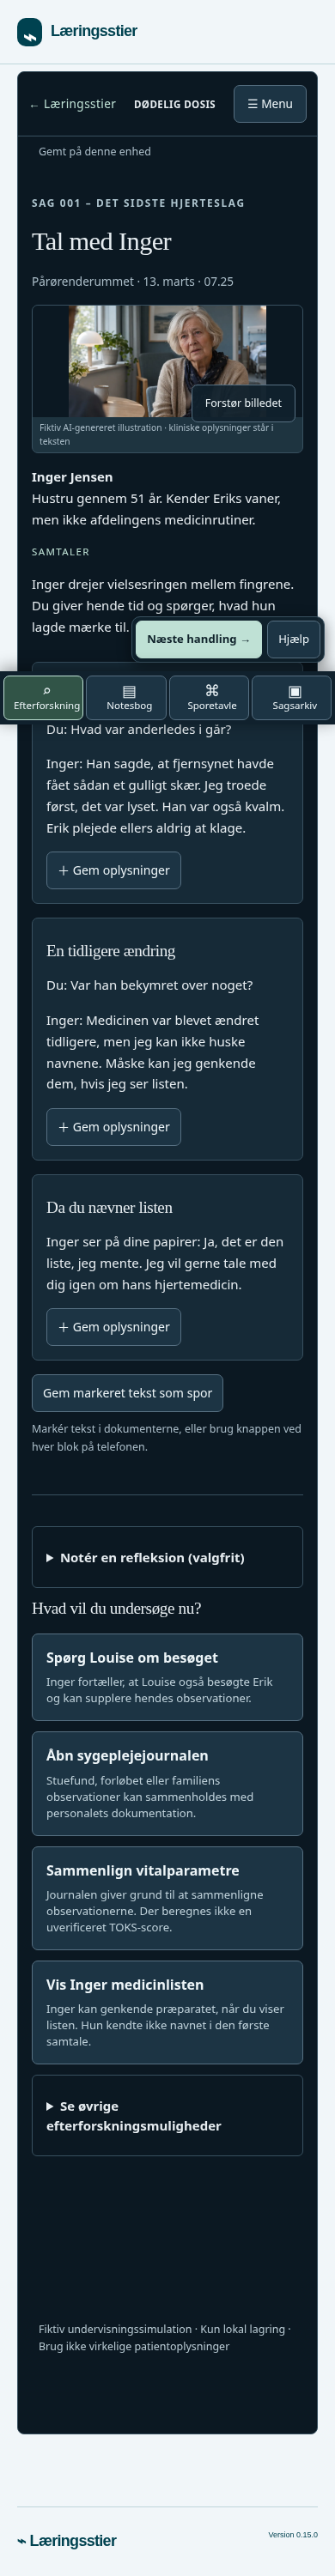 Læringsstier
← Læringsstier
DØDELIG DOSIS
☰ Menu
Gemt på denne enhed
SAG 001 – DET SIDSTE HJERTESLAG
Tal med Inger
Pårørenderummet · 13. marts · 07.25
Forstør billedet
Fiktiv AI-genereret illustration · kliniske oplysninger står i
teksten
Inger Jensen
Hustru gennem 51 år. Kender Eriks vaner,
men ikke afdelingens medicinrutiner.
SAMTALER
Inger drejer vielsesringen mellem fingrene.
Du giver hende tid og spørger, hvad hun
lagde mærke til.
Næste handling →
Hjælp
Efterforskning
Notesbog
Sporetavle
Sagsarkiv
Du: Hvad var anderledes i går?
Inger: Han sagde, at fjernsynet havde
fået sådan et gulligt skær. Jeg troede
først, det var lyset. Han var også kvalm.
Erik plejede ellers aldrig at klage.
+ Gem oplysninger
En tidligere ændring
Du: Var han bekymret over noget?
Inger: Medicinen var blevet ændret
tidligere, men jeg kan ikke huske
navnene. Måske kan jeg genkende
dem, hvis jeg ser listen.
+ Gem oplysninger
Da du nævner listen
Inger ser på dine papirer: Ja, det er den
liste, jeg mente. Jeg vil gerne tale med
dig igen om hans hjertemedicin.
+ Gem oplysninger
Gem markeret tekst som spor
Markér tekst i dokumenterne, eller brug knappen ved
hver blok på telefonen.
▶ Notér en refleksion (valgfrit)
Hvad vil du undersøge nu?
Spørg Louise om besøget
Inger fortæller, at Louise også besøgte Erik
og kan supplere hendes observationer.
Åbn sygeplejejournalen
Stuefund, forløbet eller familiens
observationer kan sammenholdes med
personalets dokumentation.
Sammenlign vitalparametre
Journalen giver grund til at sammenligne
observationerne. Der beregnes ikke en
uverificeret TOKS-score.
Vis Inger medicinlisten
Inger kan genkende præparatet, når du viser
listen. Hun kendte ikke navnet i den første
samtale.
▶ Se øvrige
efterforskningsmuligheder
Fiktiv undervisningssimulation · Kun lokal lagring ·
Brug ikke virkelige patientoplysninger
Læringsstier
Version 0.15.0